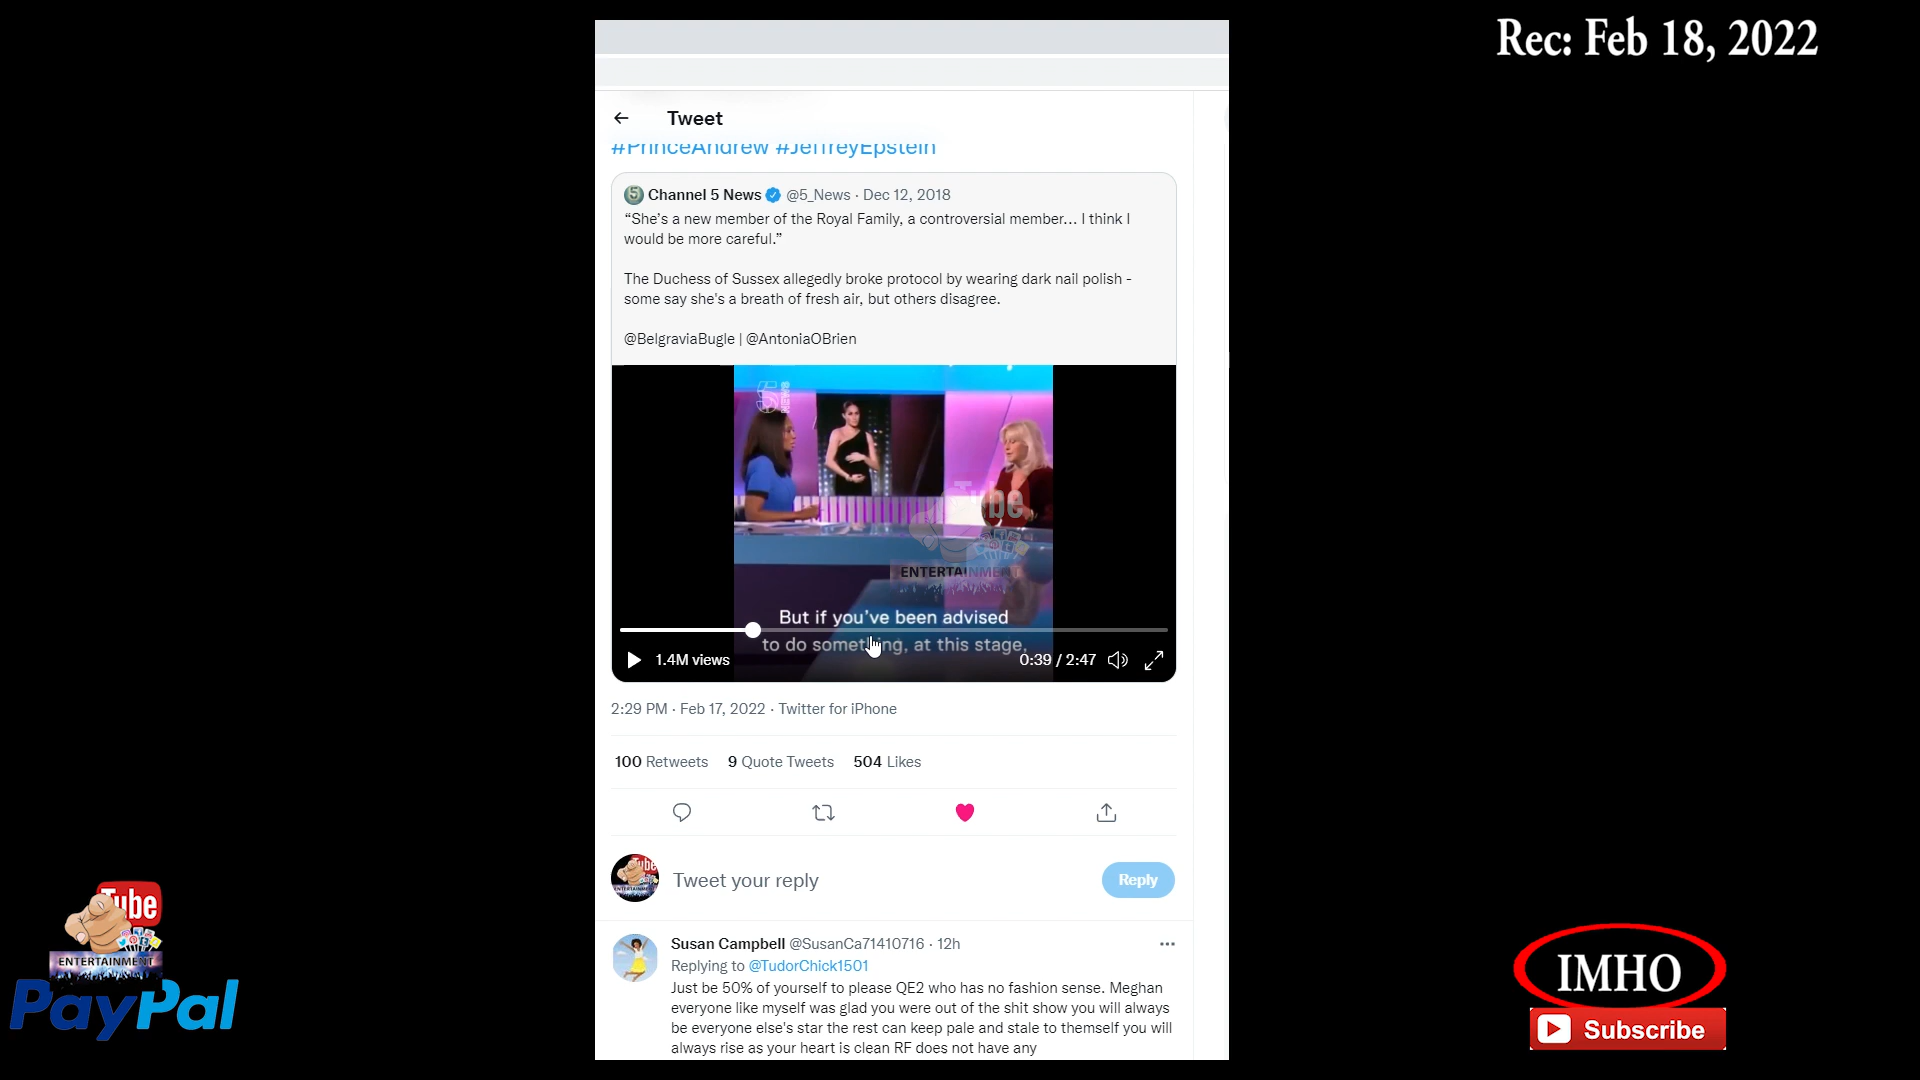 Rec: Feb 18, 2022
Tweet
#PrinceAndrew #JeffreyEpstein
5 Channel 5 News @5_News · Dec 12, 2018
“She's a new member of the Royal Family, a controversial member... I think I
would be more careful.”
The Duchess of Sussex allegedly broke protocol by wearing dark nail polish -
some say she's a breath of fresh air, but others disagree.
@BelgraviaBugle | @AntoniaOBrien
5 NEWS
Tube
ENTERTAINMENT
But if you've been advised
to do something, at this stage,
1.4M views
0:39 / 2:47
2:29 PM · Feb 17, 2022 · Twitter for iPhone
100 Retweets 9 Quote Tweets 504 Likes
Tweet your reply
Reply
Susan Campbell @SusanCa71410716 · 12h
Replying to @TudorChick1501
Just be 50% of yourself to please QE2 who has no fashion sense. Meghan
everyone like myself was glad you were out of the shit show you will always
be everyone else's star the rest can keep pale and stale to themself you will
always rise as your heart is clean RF does not have any
Tube
ENTERTAINMENT
PayPal
IMHO
Subscribe